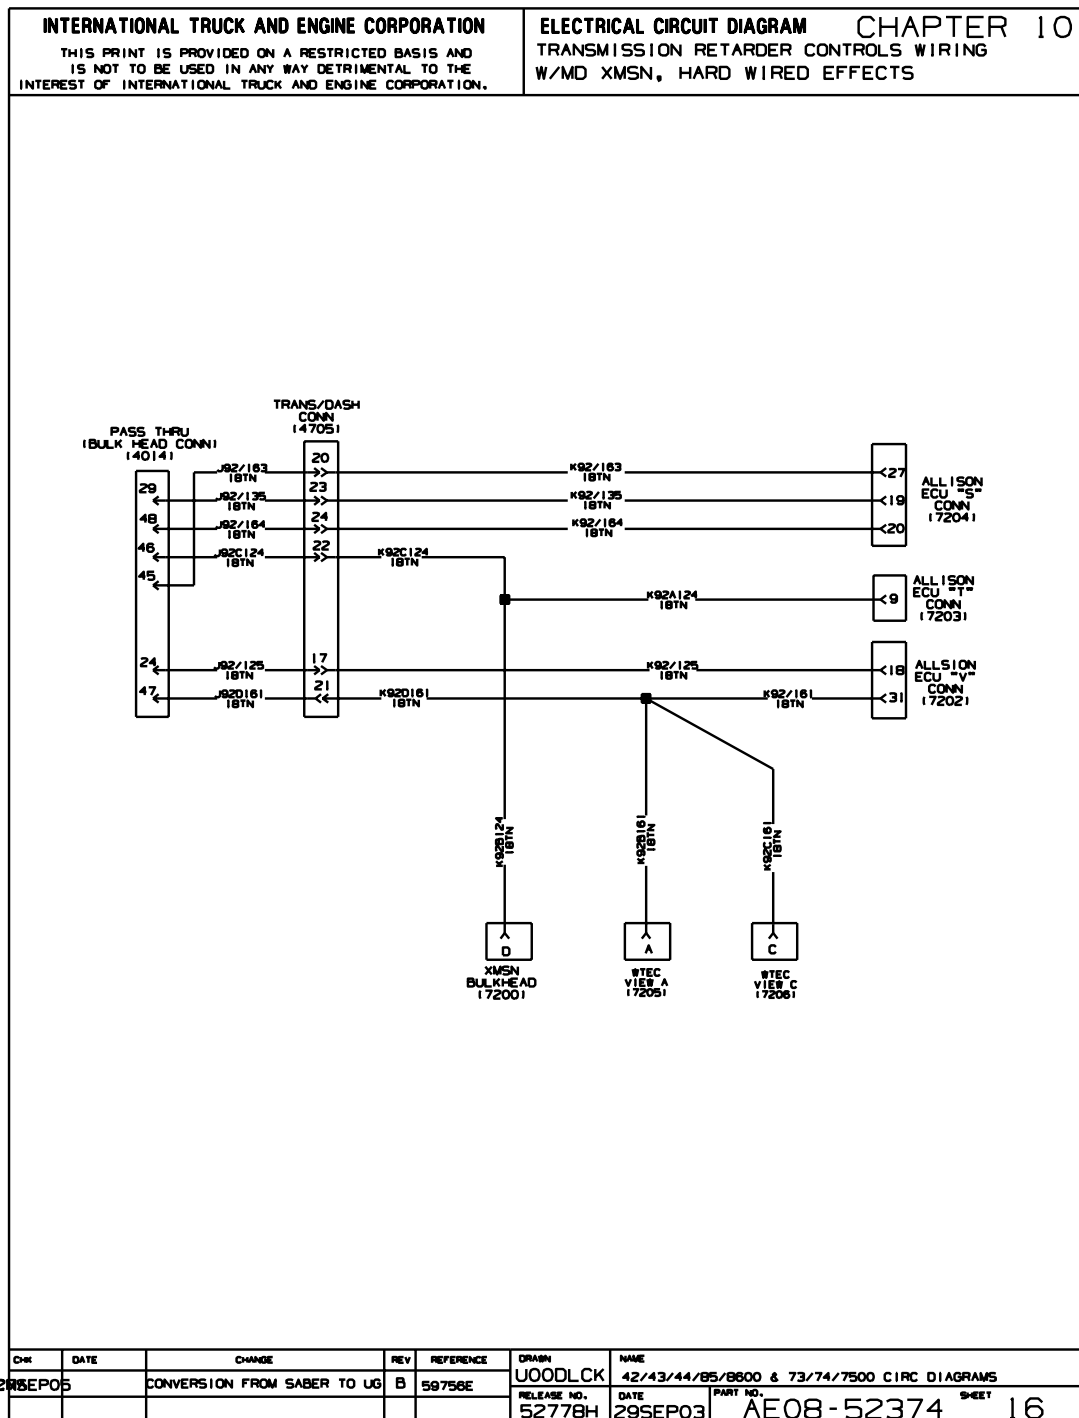 INTERNATIONAL TRUCK AND ENGINE CORPORATION
THIS PRINT IS PROVIDED ON A RESTRICTED BASIS AND
IS NOT TO BE USED IN ANY WAY DETRIMENTAL TO THE
INTEREST OF INTERNATIONAL TRUCK AND ENGINE CORPORATION.
ELECTRICAL CIRCUIT DIAGRAM CHAPTER 10
TRANSMISSION RETARDER CONTROLS WIRING
W/MD XMSN, HARD WIRED EFFECTS
TRANS/DASH
CONN
(4705)
PASS THRU
(BULK HEAD CONN)
(4014)
J92/163
18TN
20
K92/163
18TN
27
29
J92/135
18TN
23
K92/135
18TN
19
48
J92/164
18TN
24
K92/164
18TN
20
ALLISON
ECU "S"
CONN
(7204)
46
J92C124
18TN
22
K92C124
18TN
45
K92A124
18TN
9
ALLISON
ECU "T"
CONN
(7203)
24
J92/125
18TN
17
K92/125
18TN
18
47
J92D161
18TN
21
K92D161
18TN
K92/161
18TN
31
ALLSION
ECU "V"
CONN
(7202)
K92B124
18TN
K92B161
18TN
K92C161
18TN
D
XMSN
BULKHEAD
(7200)
A
WTEC
VIEW A
(7205)
C
WTEC
VIEW C
(7206)
CHK DATE CHANGE REV REFERENCE
CONVERSION FROM SABER TO UG B 59756E
DRAWN
UOODLCK
NAME
42/43/44/85/8600 & 73/74/7500 CIRC DIAGRAMS
RELEASE NO.
52778H
DATE
29SEP03
PART NO.
AE08-52374
SHEET
16